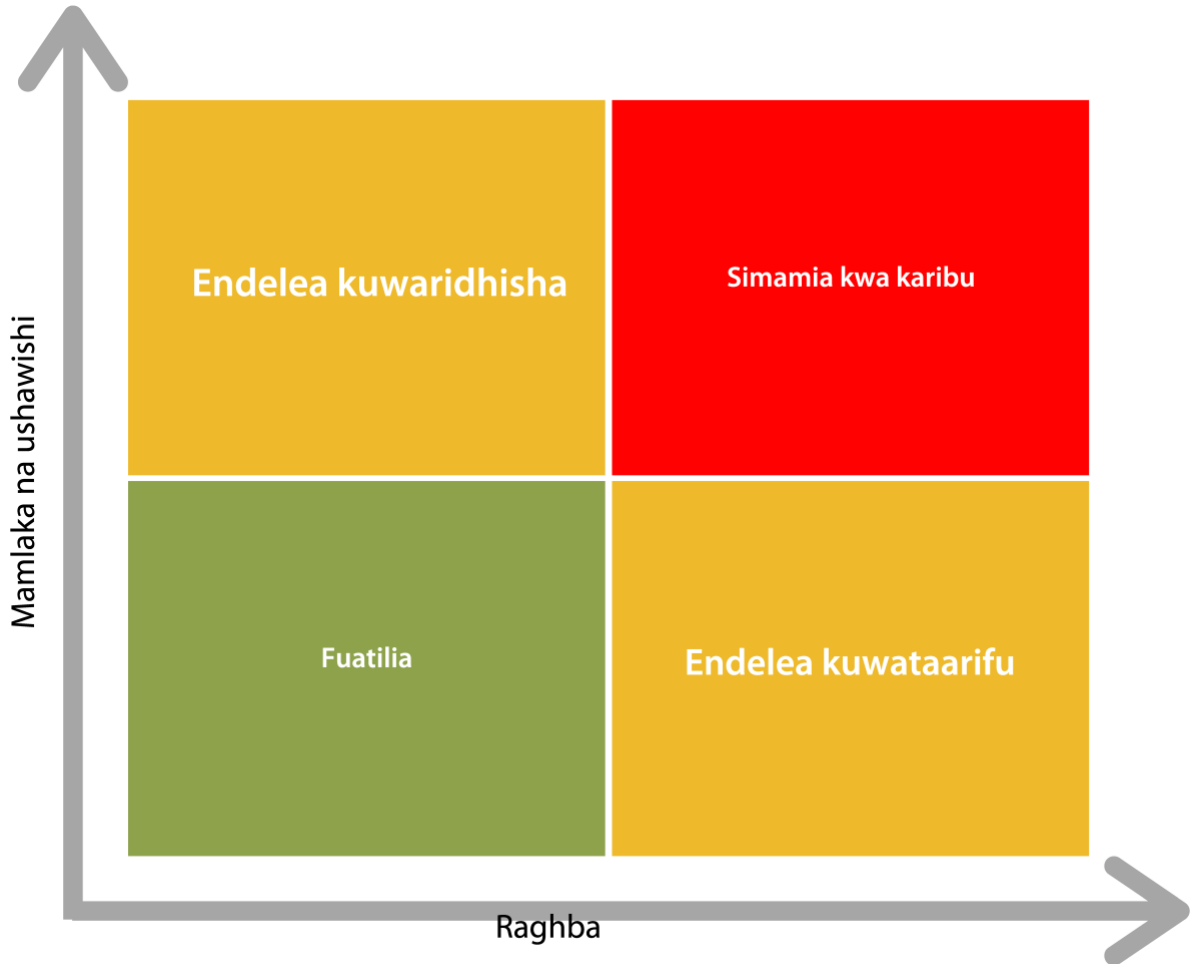 Mamlaka na ushawishi
Endelea kuwaridhisha
Simamia kwa karibu
Fuatilia
Endelea kuwataarifu
Raghba